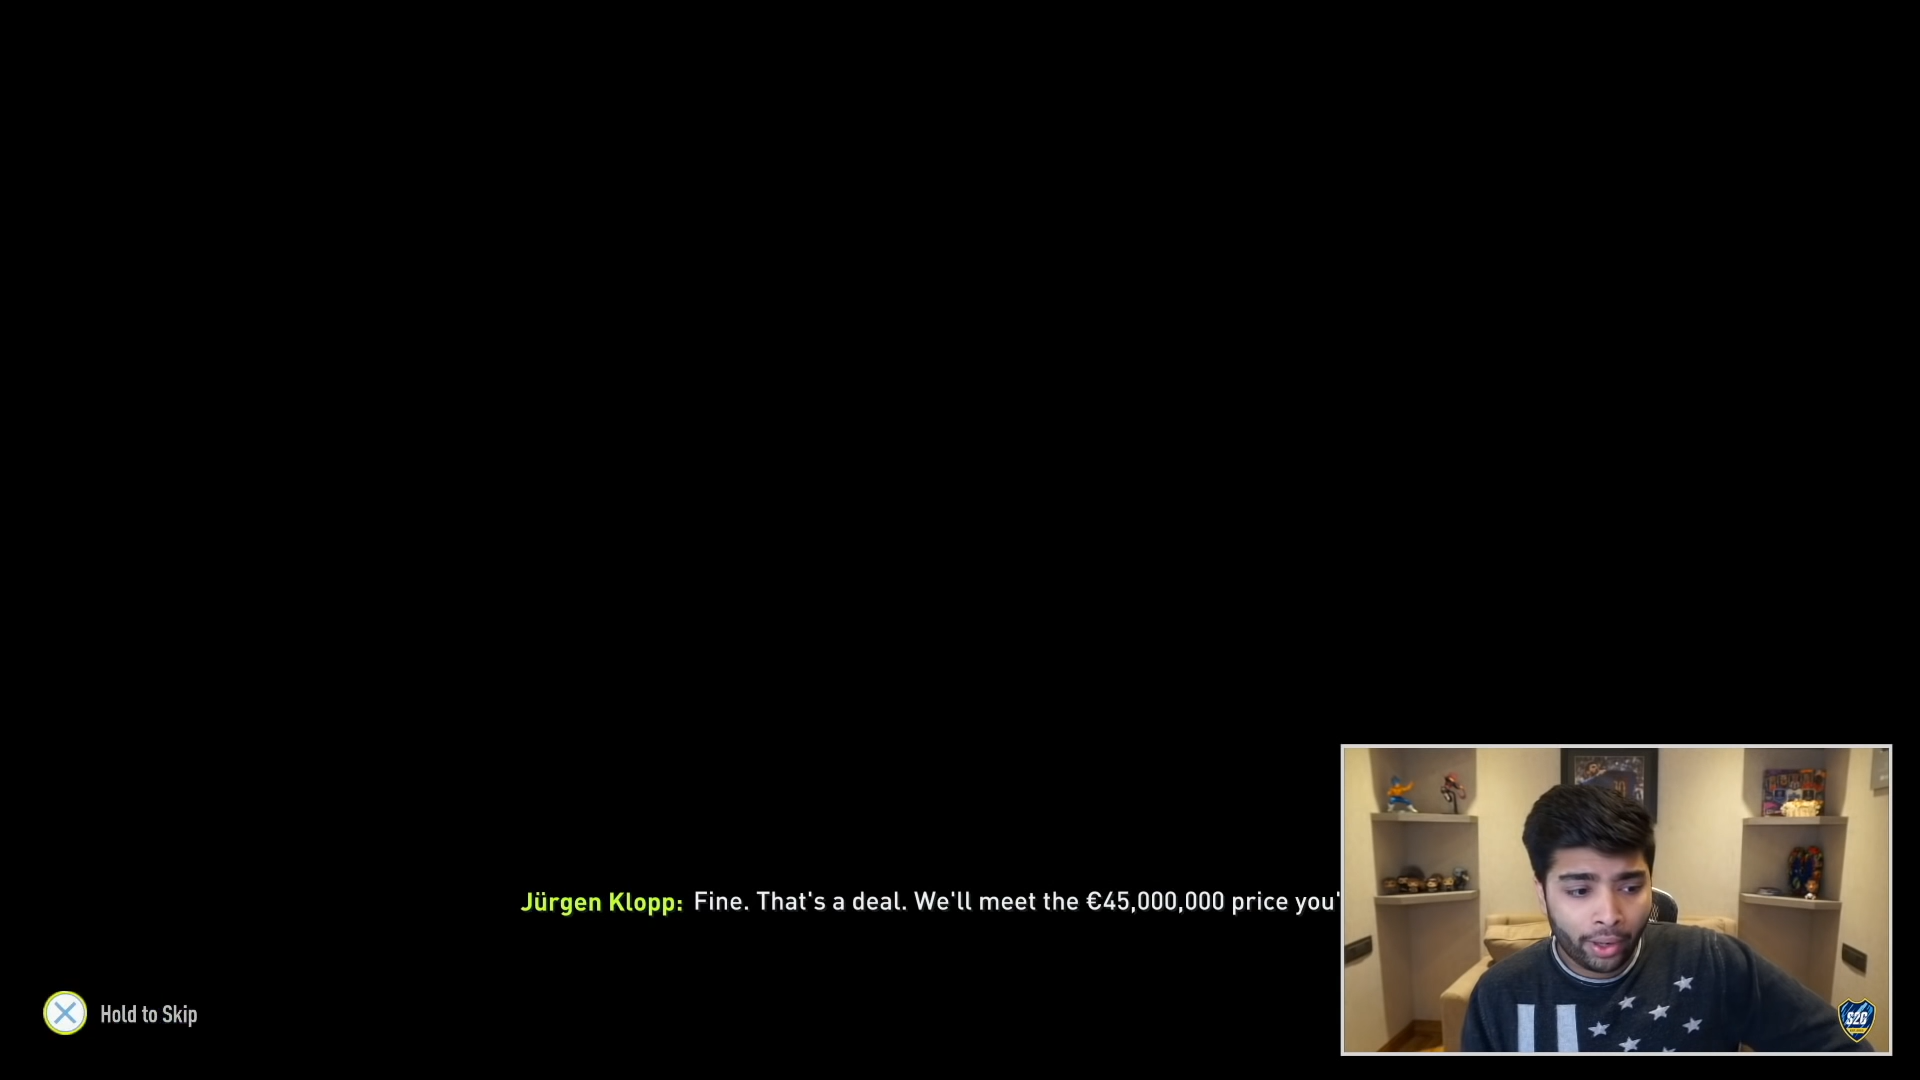 Jürgen Klopp: Fine. That's a deal. We'll meet the €45,000,000 price you'
Hold to Skip
S2G